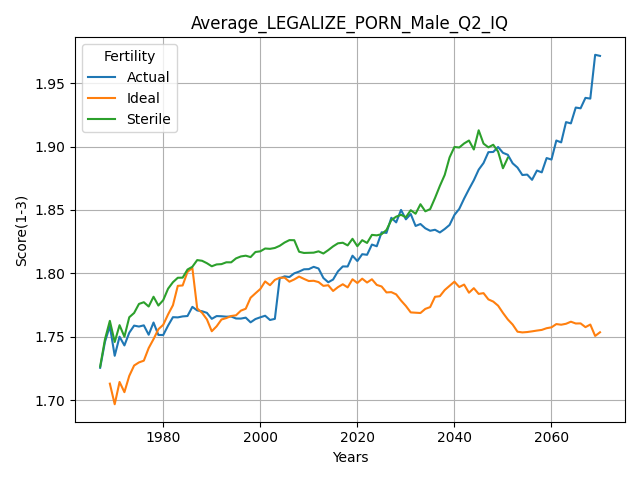 Average_LEGALIZE_PORN_Male_Q2_IQ
Fertility
Actual
Ideal
Sterile
Score(1-3)
1.95
1.90
1.85
1.80
1.75
1.70
1980 2000 2020 2040 2060
Years